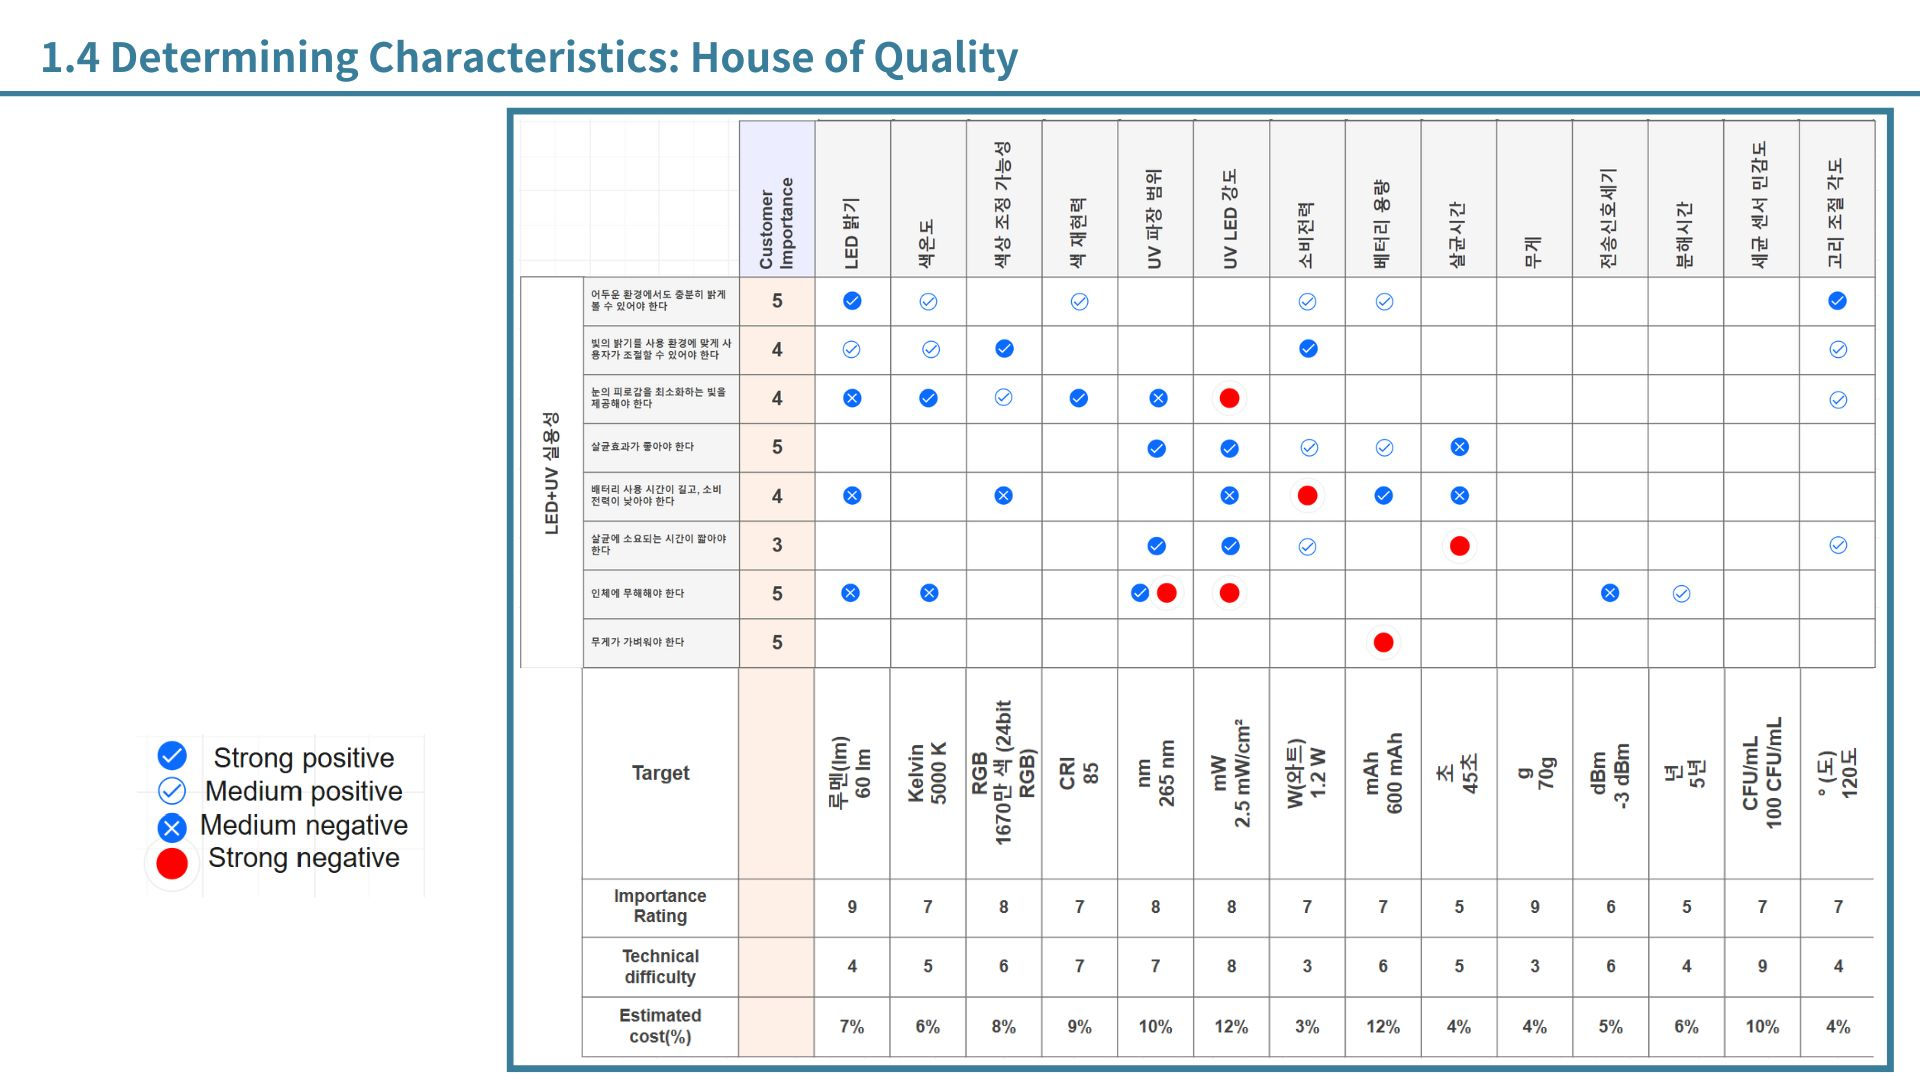 1.4 Determining Characteristics: House of Quality
Customer
Importance
LED 밝기
색온도
색상 조정 가능성
색 재현력
UV 파장 범위
UV LED 강도
소비전력
베터리 용량
살균시간
무게
전송신호세기
분해시간
세균 센서 민감도
고리 조절 각도
LED+UV 실용성
어두운 환경에서도 충분히 밝게
볼 수 있어야 한다
5
빛의 밝기를 사용 환경에 맞게 사
용자가 조절할 수 있어야 한다
4
눈의 피로감을 최소화하는 빛을
제공해야 한다
4
살균효과가 좋아야 한다
5
배터리 사용 시간이 길고, 소비
전력이 낮아야 한다
4
살균에 소요되는 시간이 짧아야
한다
3
인체에 무해해야 한다
5
무게가 가벼워야 한다
5
Target
루멘(lm)
60 lm
Kelvin
5000 K
RGB
1670만 색 (24bit
RGB)
CRI
85
nm
265 nm
mW
2.5 mW/cm²
W(와트)
1.2 W
mAh
600 mAh
초
45초
g
70g
dBm
-3 dBm
년
5년
CFU/mL
100 CFU/mL
° (도)
120도
Importance
Rating
9 7 8 7 8 8 7 7 5 9 6 5 7 7
Technical
difficulty
4 5 6 7 7 8 3 6 5 3 6 4 9 4
Estimated
cost(%)
7% 6% 8% 9% 10% 12% 3% 12% 4% 4% 5% 6% 10% 4%
Strong positive
Medium positive
Medium negative
Strong negative